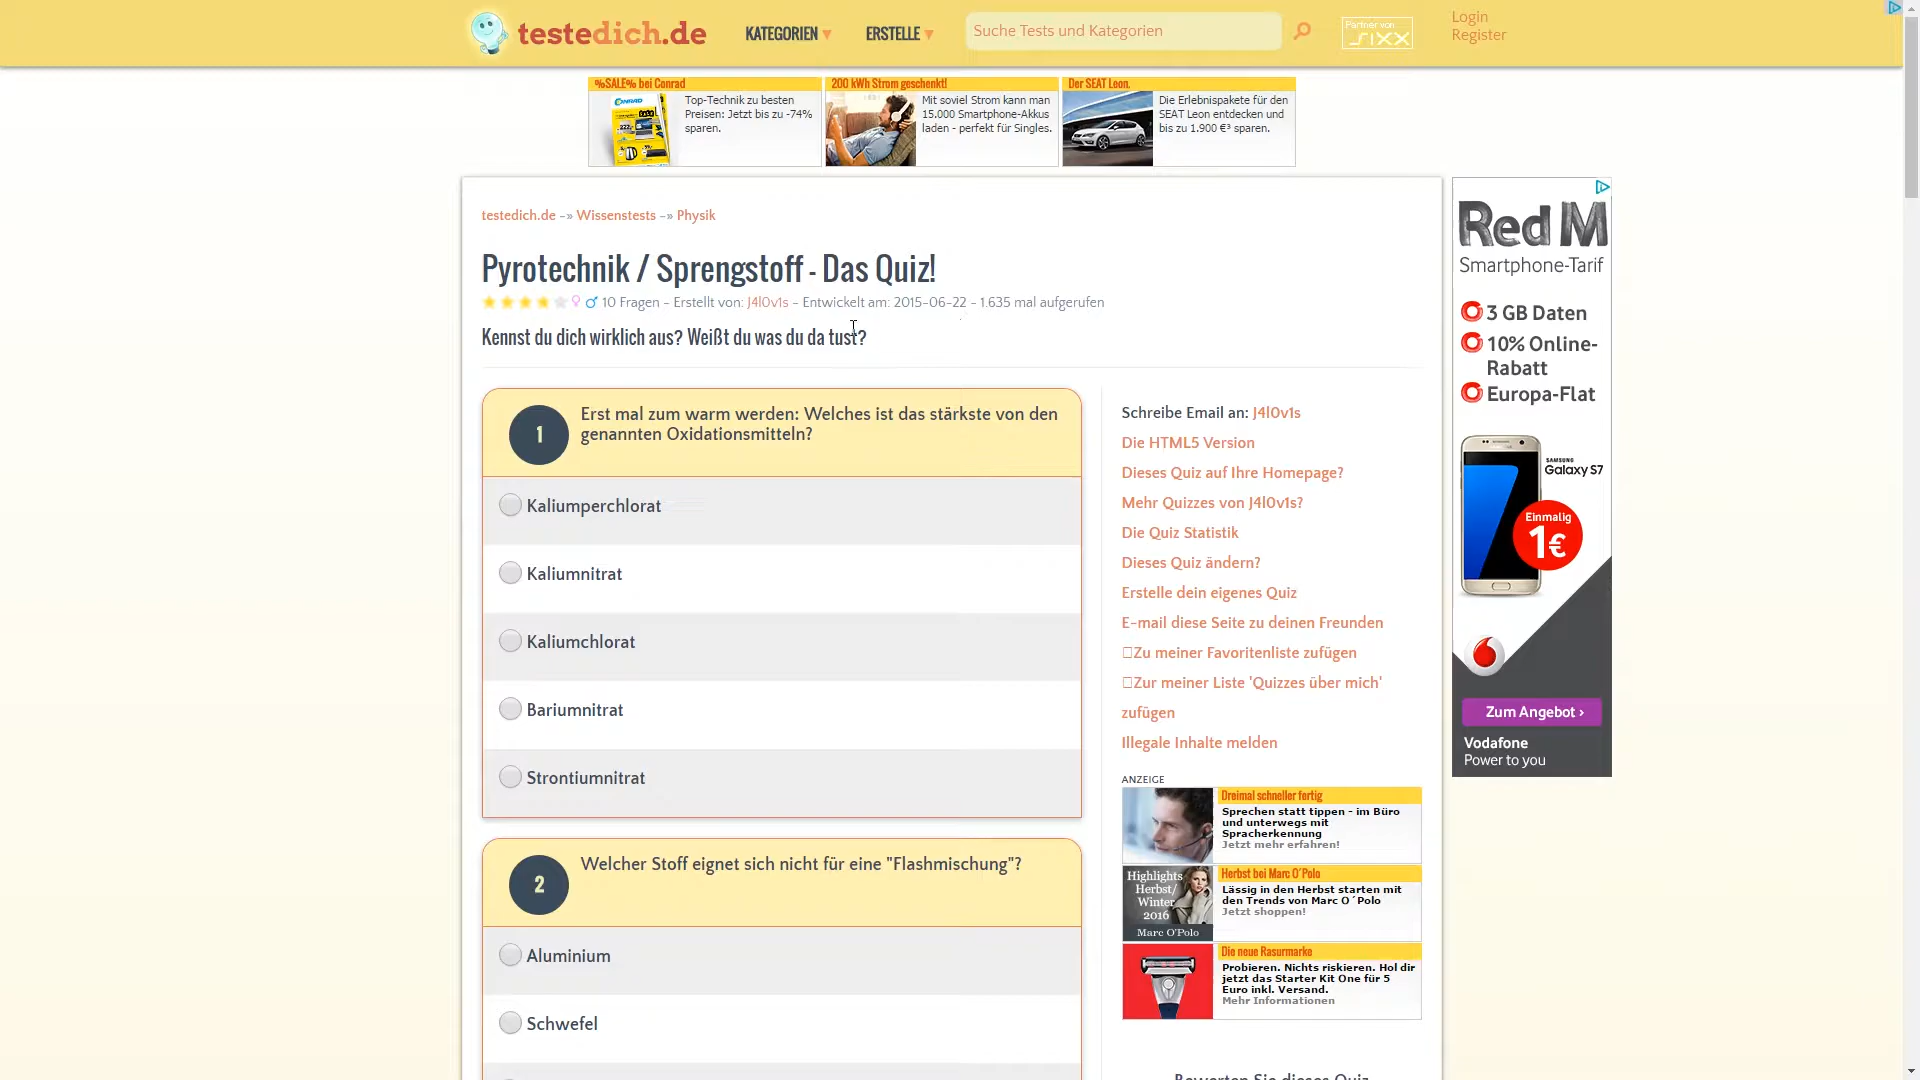 testedich.de
KATEGORIEN
ERSTELLE
Suche Tests und Kategorien
Partner von
SIXX
Login
Register
%SALE% bei Conrad
CONRAD
Top-Technik zu besten
Preisen: Jetzt bis zu -74%
sparen.
200 kWh Strom geschenkt!
Mit soviel Strom kann man
15.000 Smartphone-Akkus
laden - perfekt für Singles.
Der SEAT Leon.
Die Erlebnispakete für den
SEAT Leon entdecken und
bis zu 1.900 €³ sparen.
testedich.de -» Wissenstests -» Physik
Pyrotechnik / Sprengstoff - Das Quiz!
10 Fragen - Erstellt von: J4l0v1s - Entwickelt am: 2015-06-22 - 1.635 mal aufgerufen
Kennst du dich wirklich aus? Weißt du was du da tust?
1
Erst mal zum warm werden: Welches ist das stärkste von den
genannten Oxidationsmitteln?
Kaliumperchlorat
Kaliumnitrat
Kaliumchlorat
Bariumnitrat
Strontiumnitrat
2
Welcher Stoff eignet sich nicht für eine "Flashmischung"?
Aluminium
Schwefel
Schreibe Email an: J4l0v1s
Die HTML5 Version
Dieses Quiz auf Ihre Homepage?
Mehr Quizzes von J4l0v1s?
Die Quiz Statistik
Dieses Quiz ändern?
Erstelle dein eigenes Quiz
E-mail diese Seite zu deinen Freunden
Zu meiner Favoritenliste zufügen
Zur meiner Liste 'Quizzes über mich'
zufügen
Illegale Inhalte melden
ANZEIGE
Dreimal schneller fertig
Sprechen statt tippen - im Büro
und unterwegs mit
Spracherkennung
Jetzt mehr erfahren!
Highlights
Herbst/
Winter
2016
Marc O'Polo
Herbst bei Marc O´Polo
Lässig in den Herbst starten mit
den Trends von Marc O´Polo
Jetzt shoppen!
Die neue Rasurmarke
Probieren. Nichts riskieren. Hol dir
jetzt das Starter Kit One für 5
Euro inkl. Versand.
Mehr Informationen
Bewerten Sie dieses Quiz
Red M
Smartphone-Tarif
3 GB Daten
10% Online-
Rabatt
Europa-Flat
SAMSUNG
Galaxy S7
Einmalig
1€
Zum Angebot ›
Vodafone
Power to you